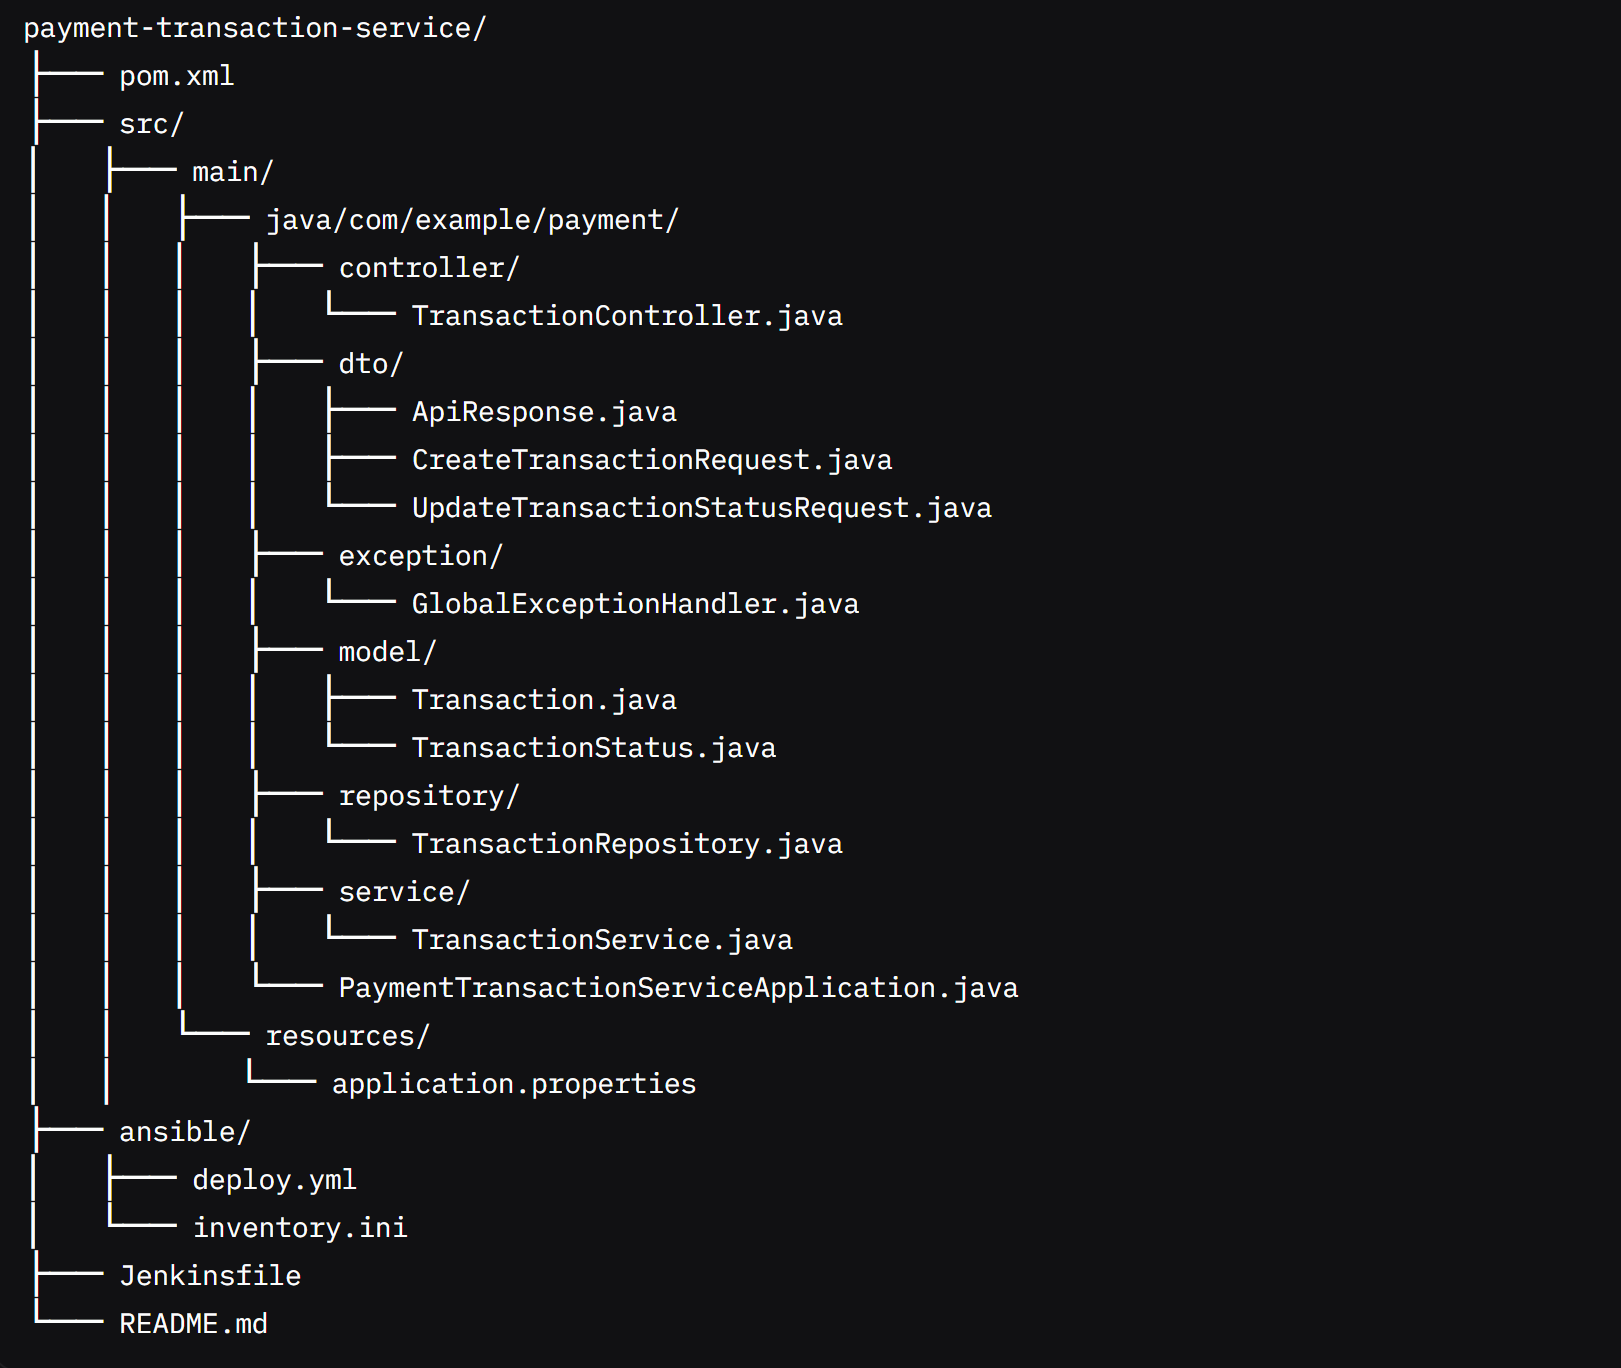 payment-transaction-service/
├── pom.xml
├── src/
│   ├── main/
│   │   ├── java/com/example/payment/
│   │   │   ├── controller/
│   │   │   │   └── TransactionController.java
│   │   │   ├── dto/
│   │   │   │   ├── ApiResponse.java
│   │   │   │   ├── CreateTransactionRequest.java
│   │   │   │   └── UpdateTransactionStatusRequest.java
│   │   │   ├── exception/
│   │   │   │   └── GlobalExceptionHandler.java
│   │   │   ├── model/
│   │   │   │   ├── Transaction.java
│   │   │   │   └── TransactionStatus.java
│   │   │   ├── repository/
│   │   │   │   └── TransactionRepository.java
│   │   │   ├── service/
│   │   │   │   └── TransactionService.java
│   │   │   └── PaymentTransactionServiceApplication.java
│   │   └── resources/
│   │       └── application.properties
├── ansible/
│   ├── deploy.yml
│   └── inventory.ini
├── Jenkinsfile
└── README.md